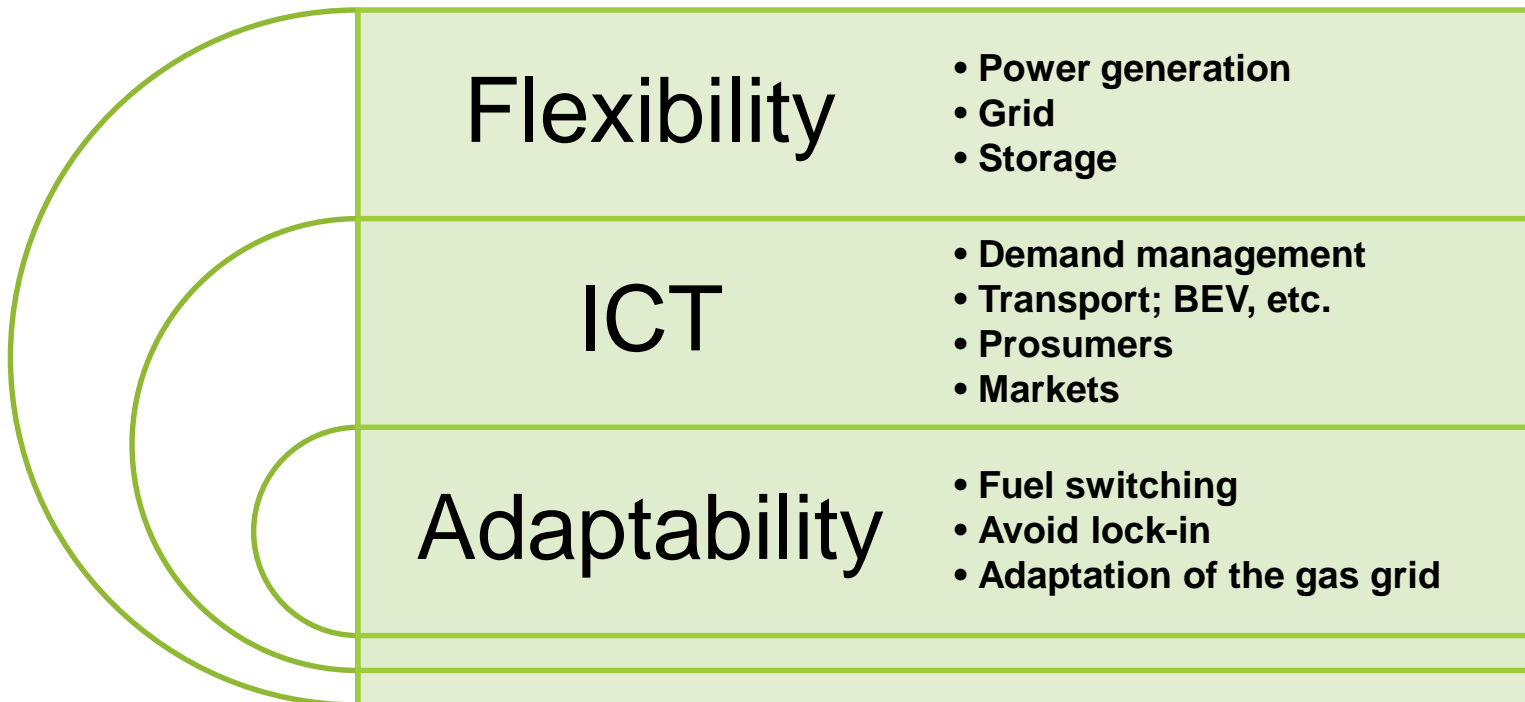 Flexibility
• Power generation
• Grid
• Storage
ICT
• Demand management
• Transport; BEV, etc.
• Prosumers
• Markets
Adaptability
• Fuel switching
• Avoid lock-in
• Adaptation of the gas grid